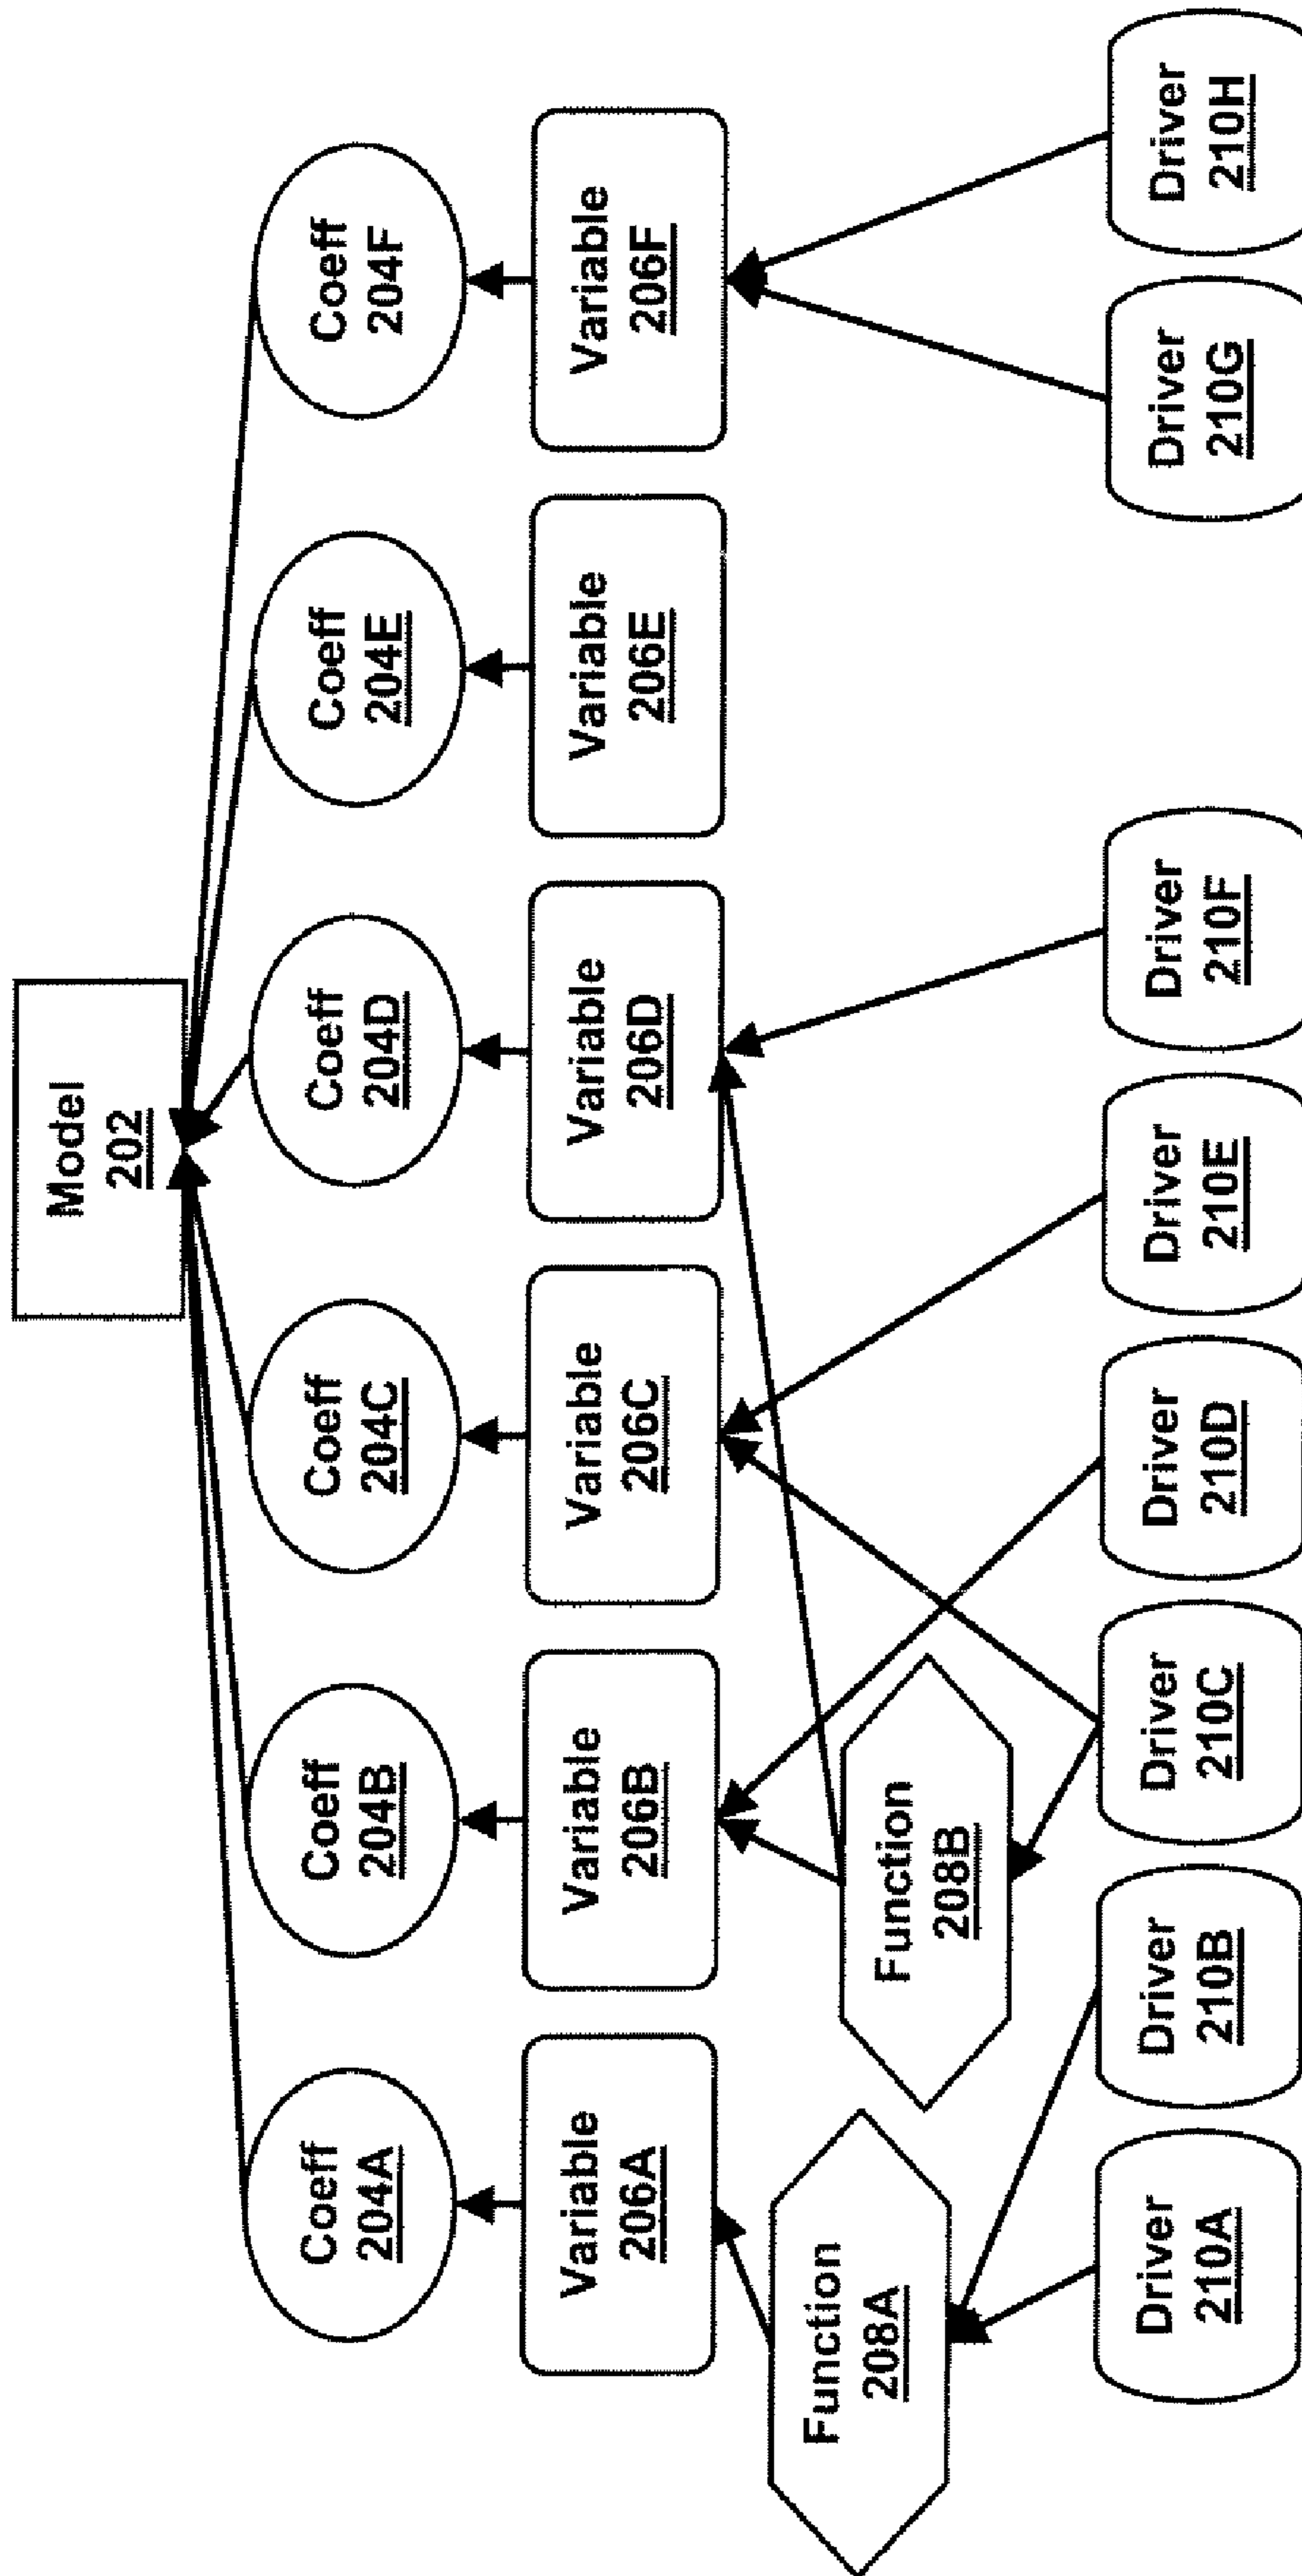 Model
202
Coeff
204A
Coeff
204B
Coeff
204C
Coeff
204D
Coeff
204E
Coeff
204F
Variable
206A
Variable
206B
Variable
206C
Variable
206D
Variable
206E
Variable
206F
Function
208A
Function
208B
Driver
210A
Driver
210B
Driver
210C
Driver
210D
Driver
210E
Driver
210F
Driver
210G
Driver
210H